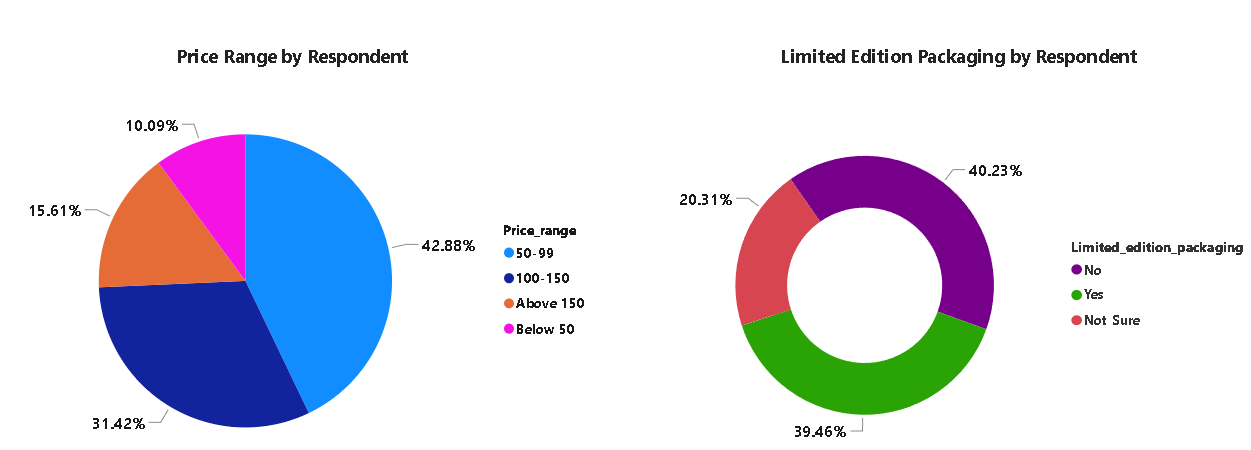 Price Range by Respondent
10.09%
15.61%
42.88%
31.42%
Price_range
50-99
100-150
Above 150
Below 50
Limited Edition Packaging by Respondent
40.23%
20.31%
39.46%
Limited_edition_packaging
No
Yes
Not Sure